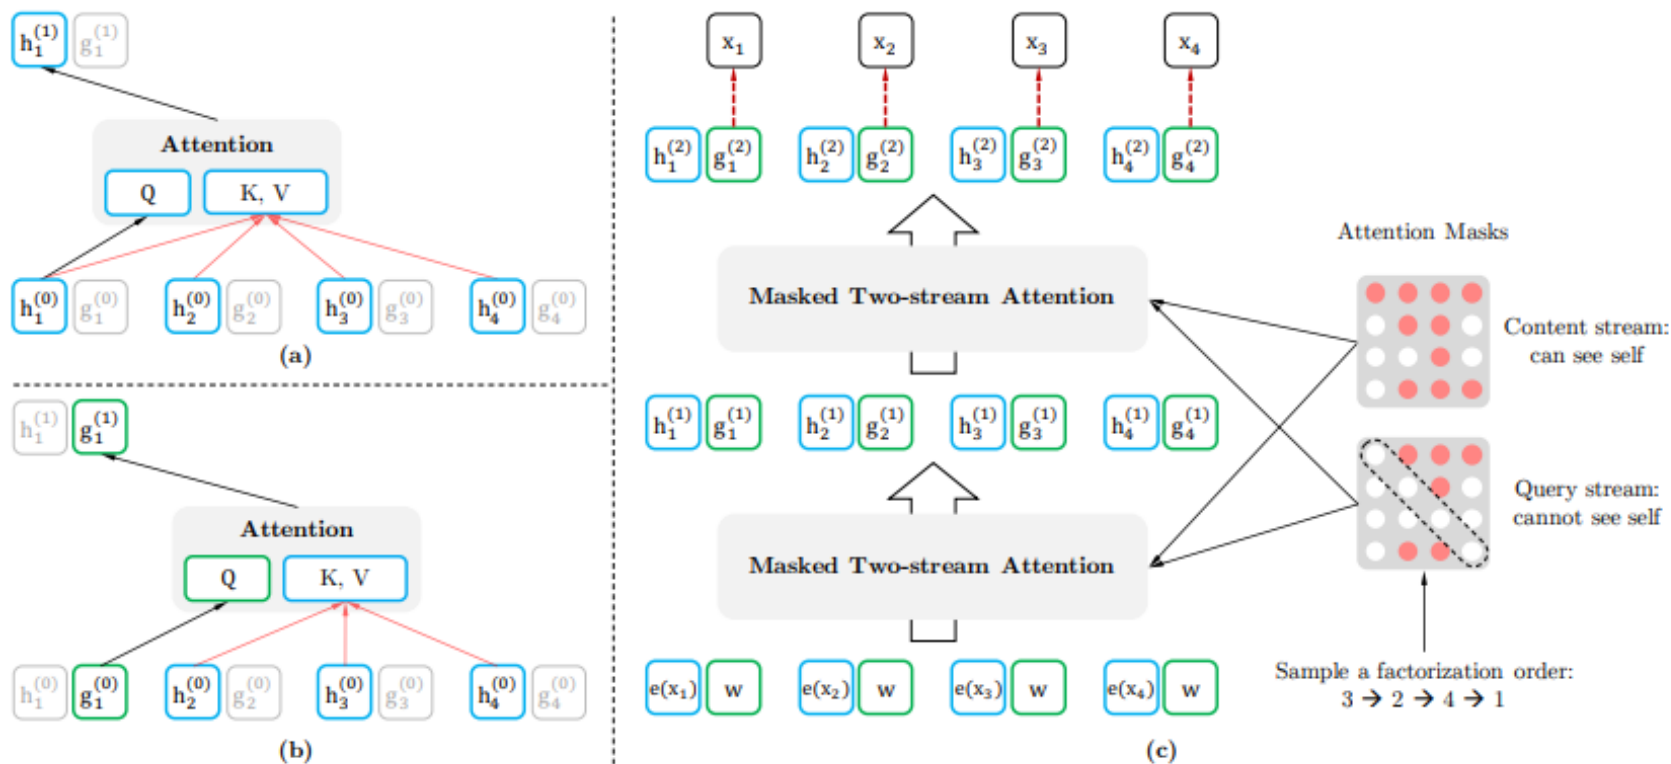 h₁⁽¹⁾ g₁⁽¹⁾
Attention
Q K, V
h₁⁽⁰⁾ g₁⁽⁰⁾ h₂⁽⁰⁾ g₂⁽⁰⁾ h₃⁽⁰⁾ g₃⁽⁰⁾ h₄⁽⁰⁾ g₄⁽⁰⁾
(a)
h₁⁽¹⁾ g₁⁽¹⁾
Attention
Q K, V
h₁⁽⁰⁾ g₁⁽⁰⁾ h₂⁽⁰⁾ g₂⁽⁰⁾ h₃⁽⁰⁾ g₃⁽⁰⁾ h₄⁽⁰⁾ g₄⁽⁰⁾
(b)
x₁ x₂ x₃ x₄
h₁⁽²⁾ g₁⁽²⁾ h₂⁽²⁾ g₂⁽²⁾ h₃⁽²⁾ g₃⁽²⁾ h₄⁽²⁾ g₄⁽²⁾
Masked Two-stream Attention
h₁⁽¹⁾ g₁⁽¹⁾ h₂⁽¹⁾ g₂⁽¹⁾ h₃⁽¹⁾ g₃⁽¹⁾ h₄⁽¹⁾ g₄⁽¹⁾
Masked Two-stream Attention
e(x₁) w e(x₂) w e(x₃) w e(x₄) w
Attention Masks
Content stream:
can see self
Query stream:
cannot see self
Sample a factorization order:
3 → 2 → 4 → 1
(c)